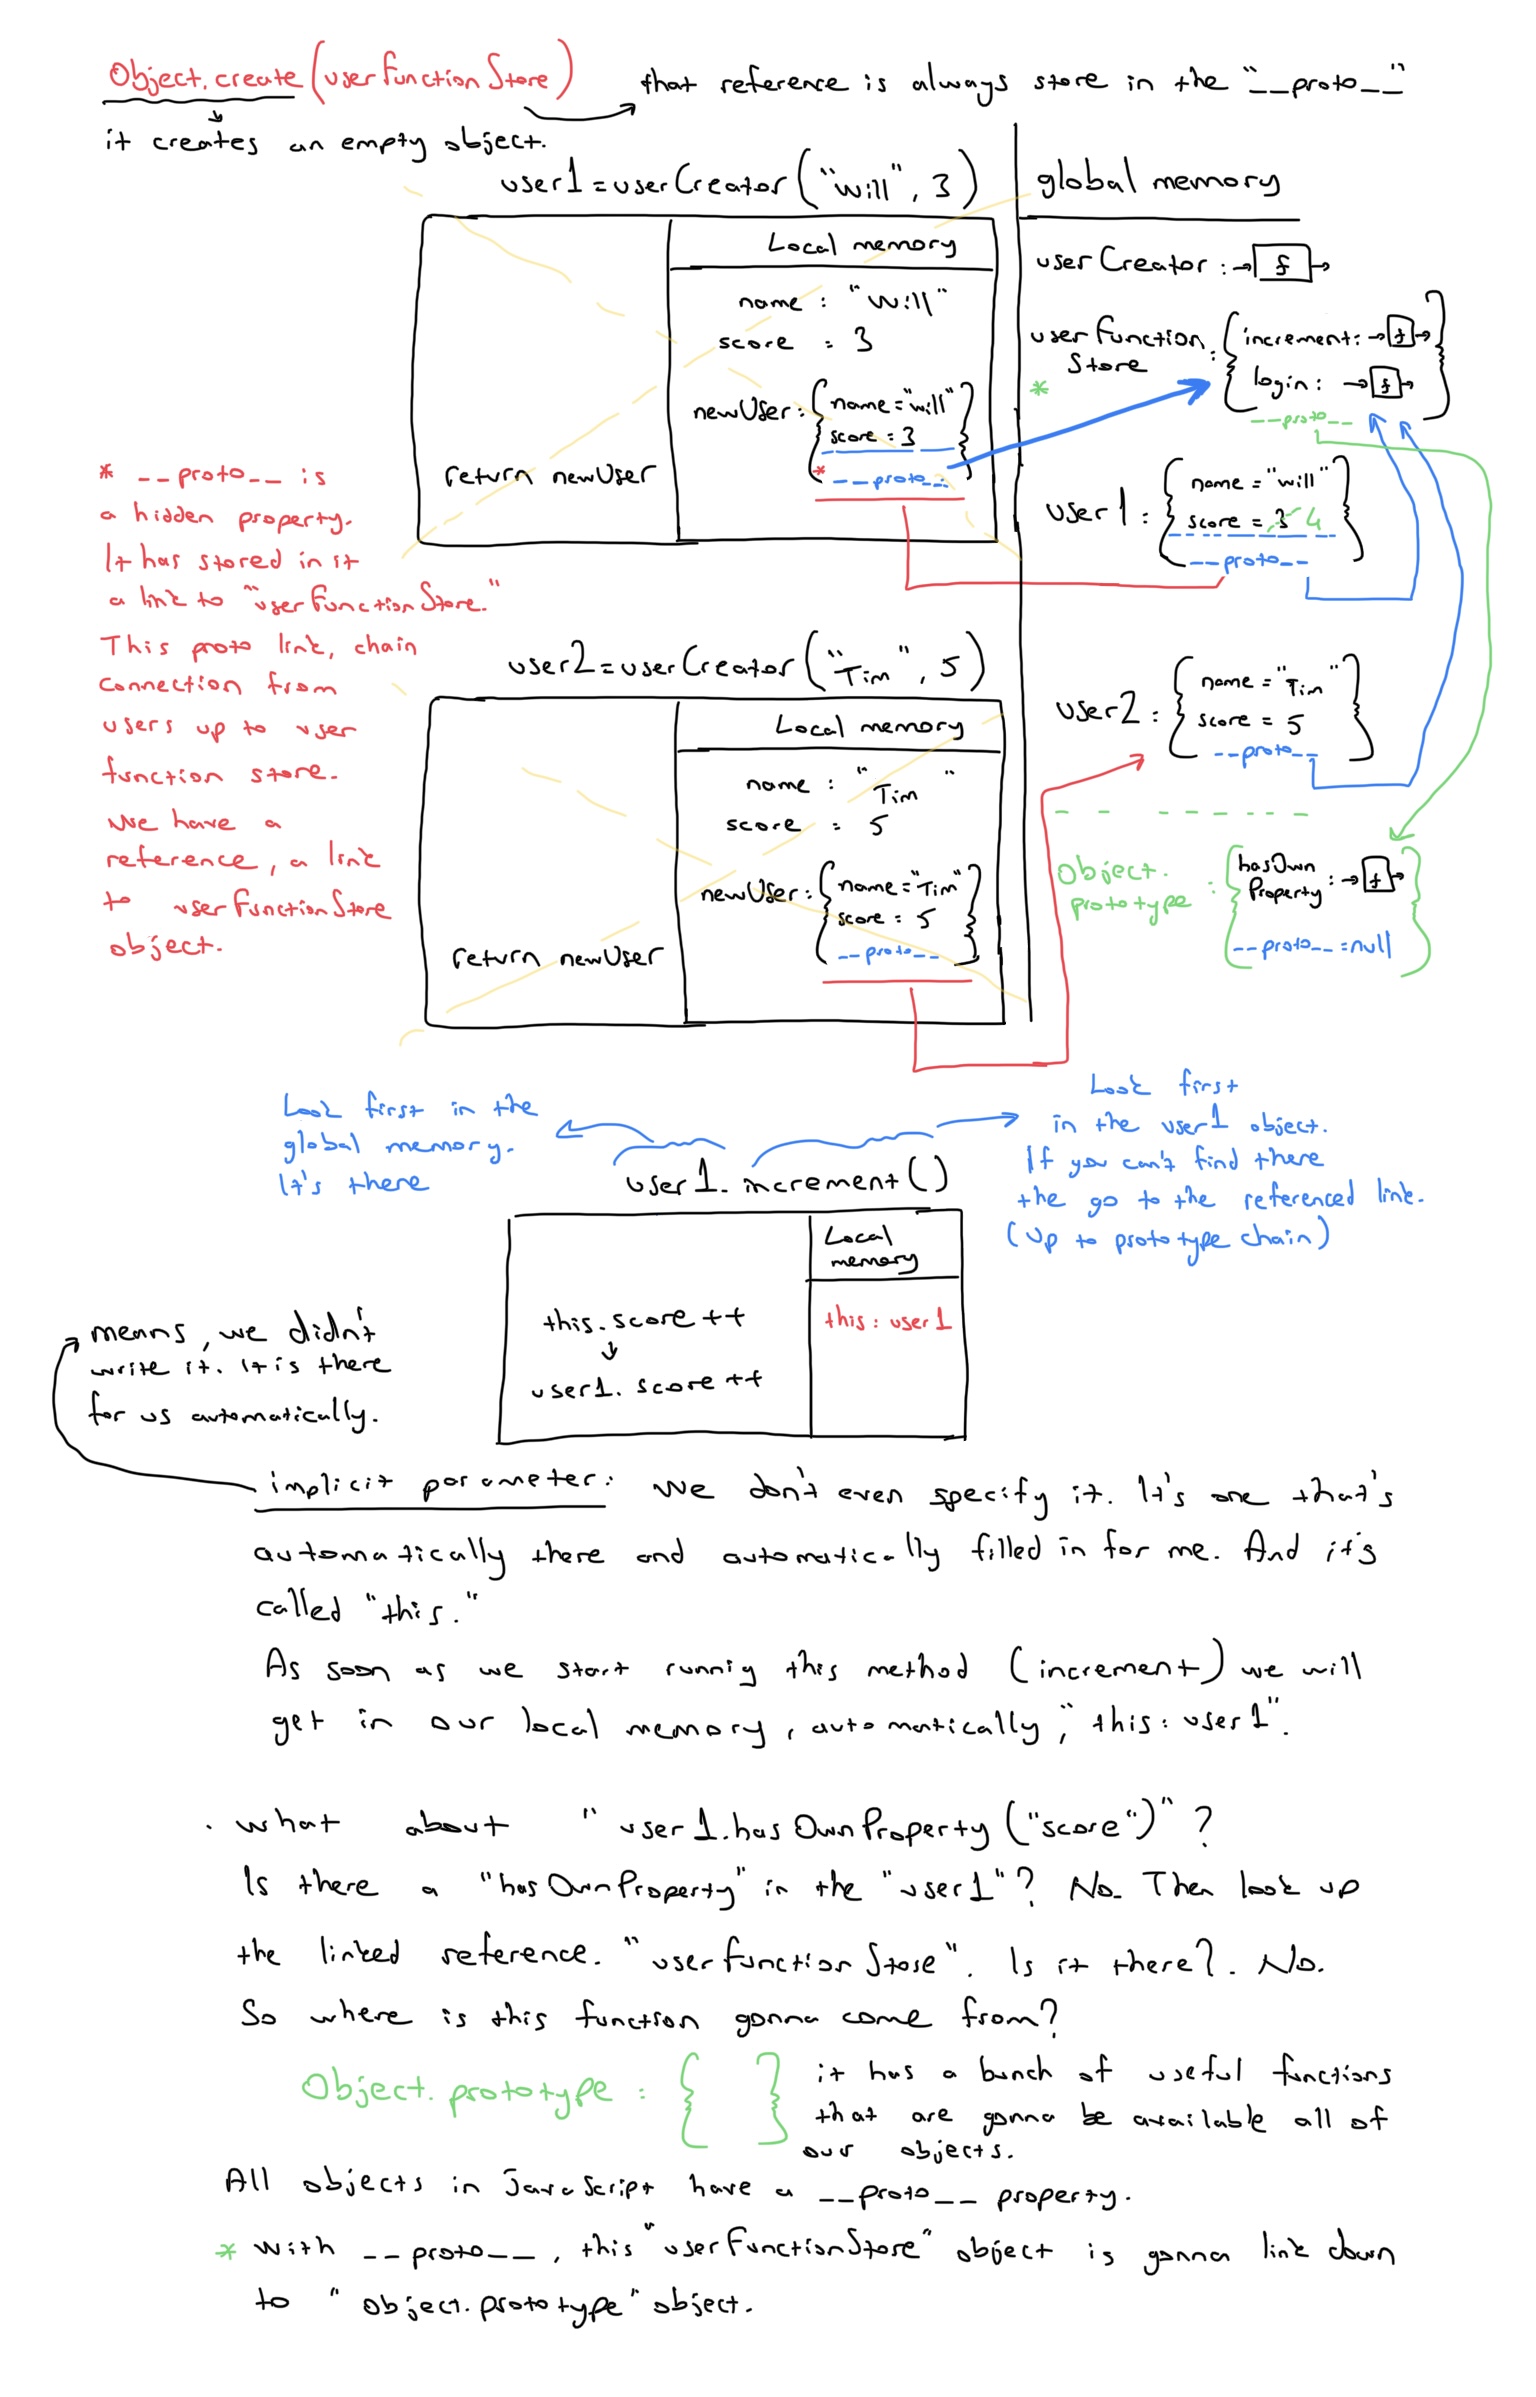 Object.create(userFunctionStore)
that reference is always store in the "__proto__"
it creates an empty object.
user1 = userCreator("Will", 3)
Local memory
name : "Will"
score = 3
newUser: { name = "will"
score = 3
* __proto__ }
return newUser
global memory
userCreator : → f →
userFunction
Store : { increment: → f →
login : → f → }
*
__proto__
user1 : { name = "will"
score = 3 4
__proto__ }
* __proto__ is
a hidden property.
It has stored in it
a link to "userFunctionStore."
This proto link, chain
connection from
users up to user
function store.
We have a
reference, a link
to userFunctionStore
object.
user2 = userCreator("Tim", 5)
Local memory
name : "Tim"
score = 5
newUser: { name = "Tim"
score = 5
__proto__ }
return newUser
user2 : { name = "Tim"
score = 5
__proto__ }
Object.
prototype : { hasOwn
Property : → f →
__proto__ = null }
Look first in the
global memory.
It's there
user1.increment()
Look first
in the user1 object.
If you can't find there
the go to the referenced link.
(Up to prototype chain)
Local
memory
this.score ++
↓
user1.score ++
this : user1
means, we didn't
write it. It is there
for us automatically.
implicit parameter: we don't even specify it. It's one that's
automatically there and automatically filled in for me. And it's
called "this."
As soon as we start runnig this method (increment) we will
get in our local memory, automatically, "this: user1".
. what about "user1.hasOwnProperty("score")" ?
Is there a "hasOwnProperty" in the "user1"? No. Then look up
the linked reference. "userFunctionStore". Is it there?. No.
So where is this function gonna come from?
Object.prototype : { } it has a bunch of useful functions
that are gonna be available all of
our objects.
All objects in JavaScript have a __proto__ property.
* with __proto__, this "userFunctionStore" object is gonna link down
to "object.prototype" object.